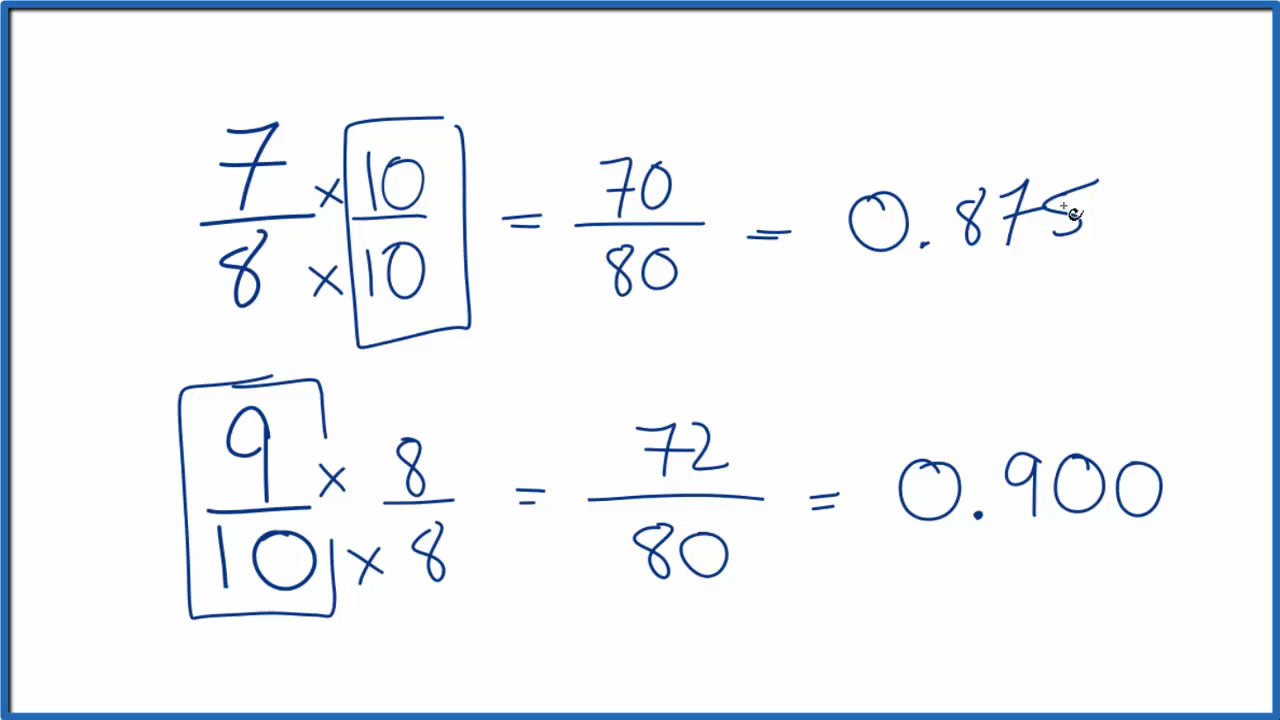 7/8 × 10/10 = 70/80 = 0.875
9/10 × 8/8 = 72/80 = 0.900